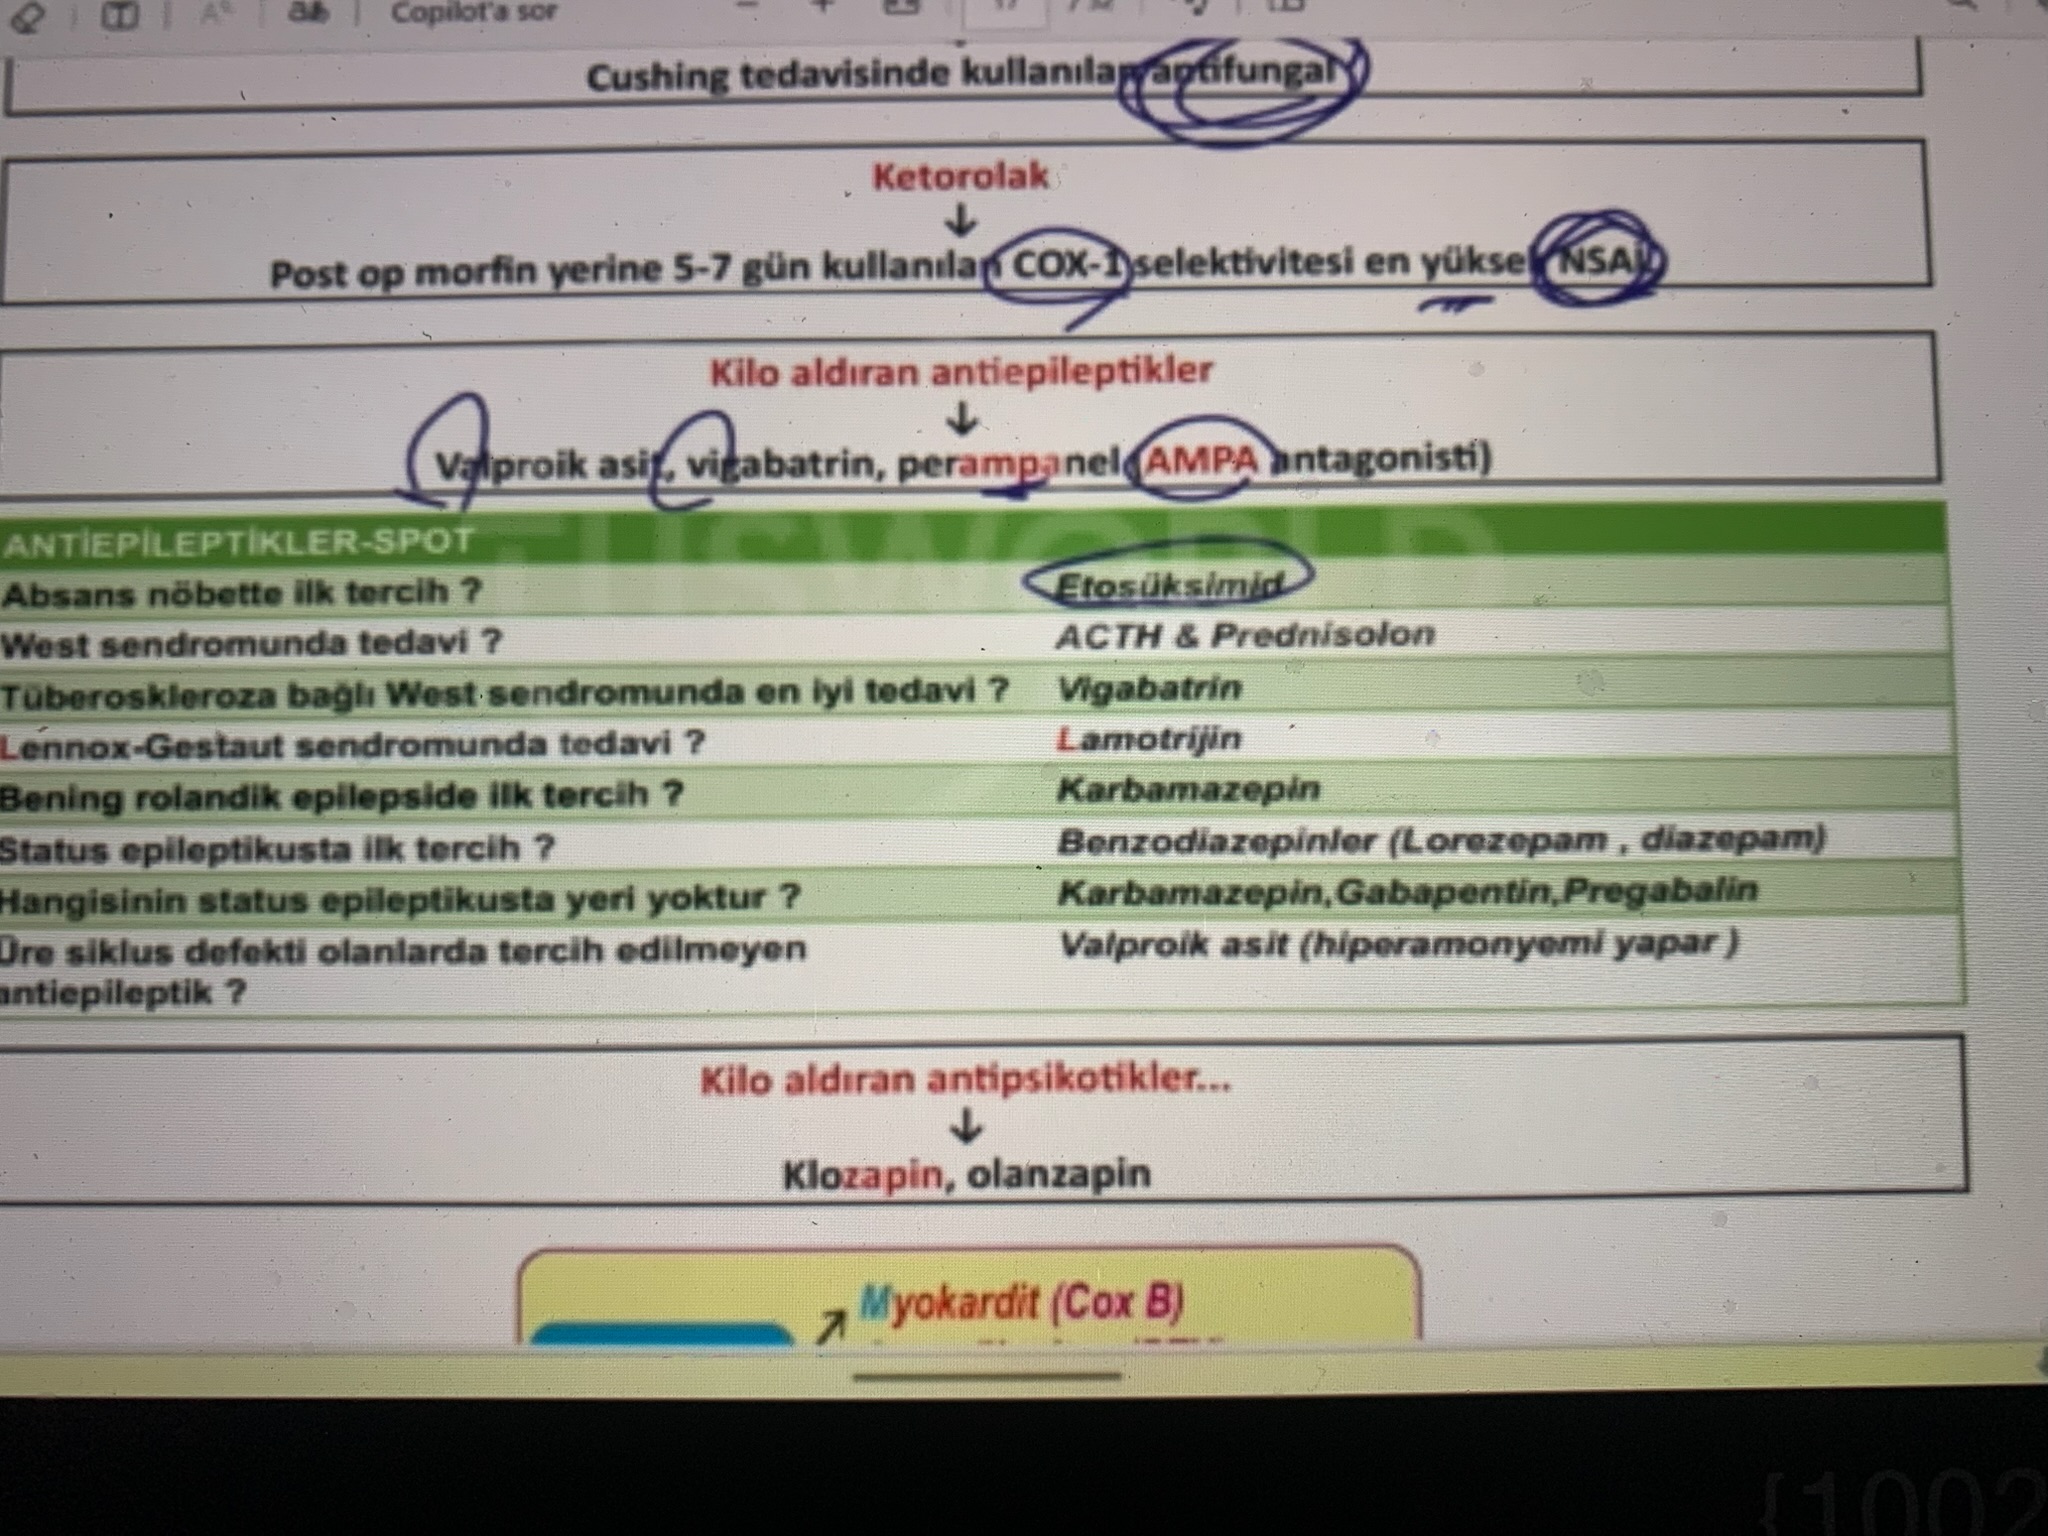 Copilot'a sor
Cushing tedavisinde kullanılan antifungal
Ketorolak
↓
Post op morfin yerine 5-7 gün kullanılan COX-1 selektivitesi en yüksek NSAİ
Kilo aldıran antiepileptikler
↓
Valproik asit, vigabatrin, perampanel (AMPA antagonisti)
TUSWORLD
ANTİEPİLEPTİKLER-SPOT
Absans nöbette ilk tercih ? Etosüksimid
West sendromunda tedavi ? ACTH & Prednisolon
Tüberoskleroza bağlı West sendromunda en iyi tedavi ? Vigabatrin
Lennox-Gestaut sendromunda tedavi ? Lamotrijin
Bening rolandik epilepside ilk tercih ? Karbamazepin
Status epileptikusta ilk tercih ? Benzodiazepinler (Lorezepam , diazepam)
Hangisinin status epileptikusta yeri yoktur ? Karbamazepin,Gabapentin,Pregabalin
Üre siklus defekti olanlarda tercih edilmeyen Valproik asit (hiperamonyemi yapar )
antiepileptik ?
Kilo aldıran antipsikotikler...
↓
Klozapin, olanzapin
Myokardit (Cox B)
{1002